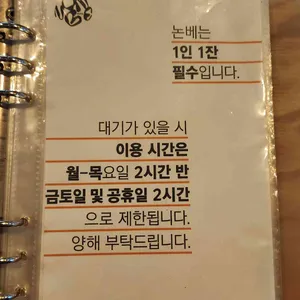 논베는
1인 1잔
필수입니다.
대기가 있을 시
이용 시간은
월-목요일 2시간 반
금토일 및 공휴일 2시간
으로 제한됩니다.
양해 부탁드립니다.